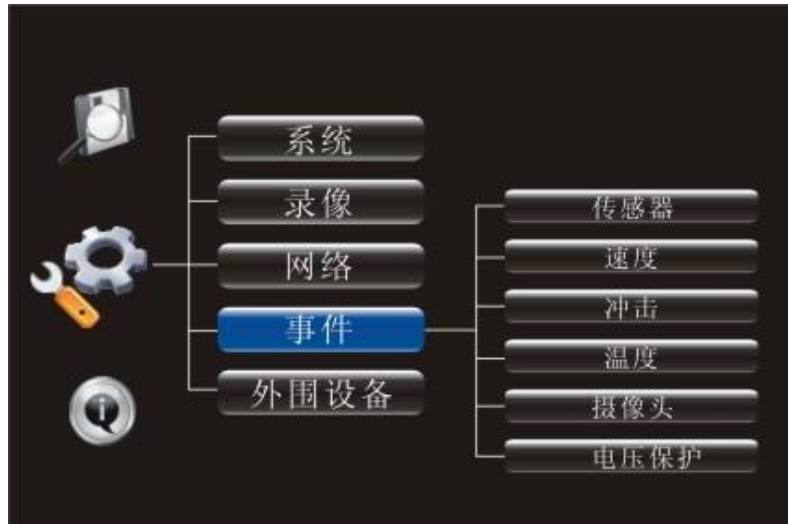 系统
录像
网络
事件
外围设备
传感器
速度
冲击
温度
摄像头
电压保护